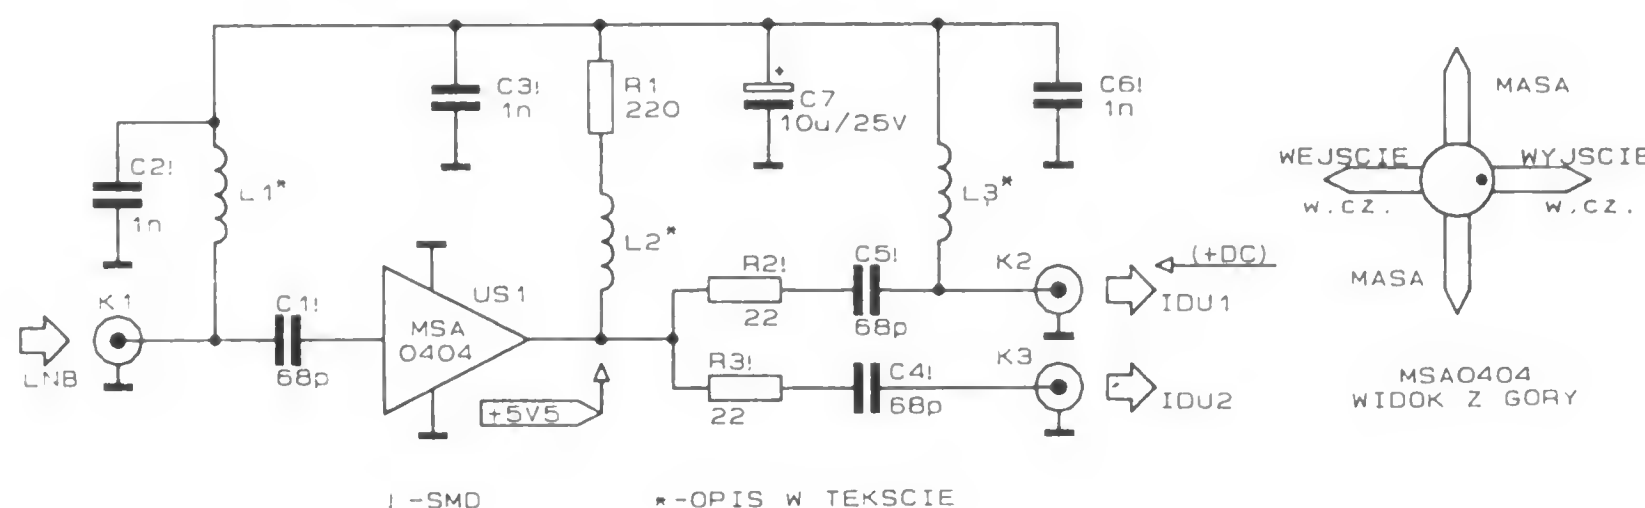 C2!
1n
L1*
C3!
1n
R1
220
L2*
C7
10u/25V
L3*
C6!
1n
K1
LNB
C1!
68p
US1
MSA
0404
+5V5
R2!
22
C5!
68p
R3!
22
C4!
68p
K2
(+DC)
IDU1
K3
IDU2
MASA
WEJSCIE
W.CZ.
WYJSCIE
W.CZ.
MASA
MSA0404
WIDOK Z GORY
!-SMD
*-OPIS W TEKSCIE